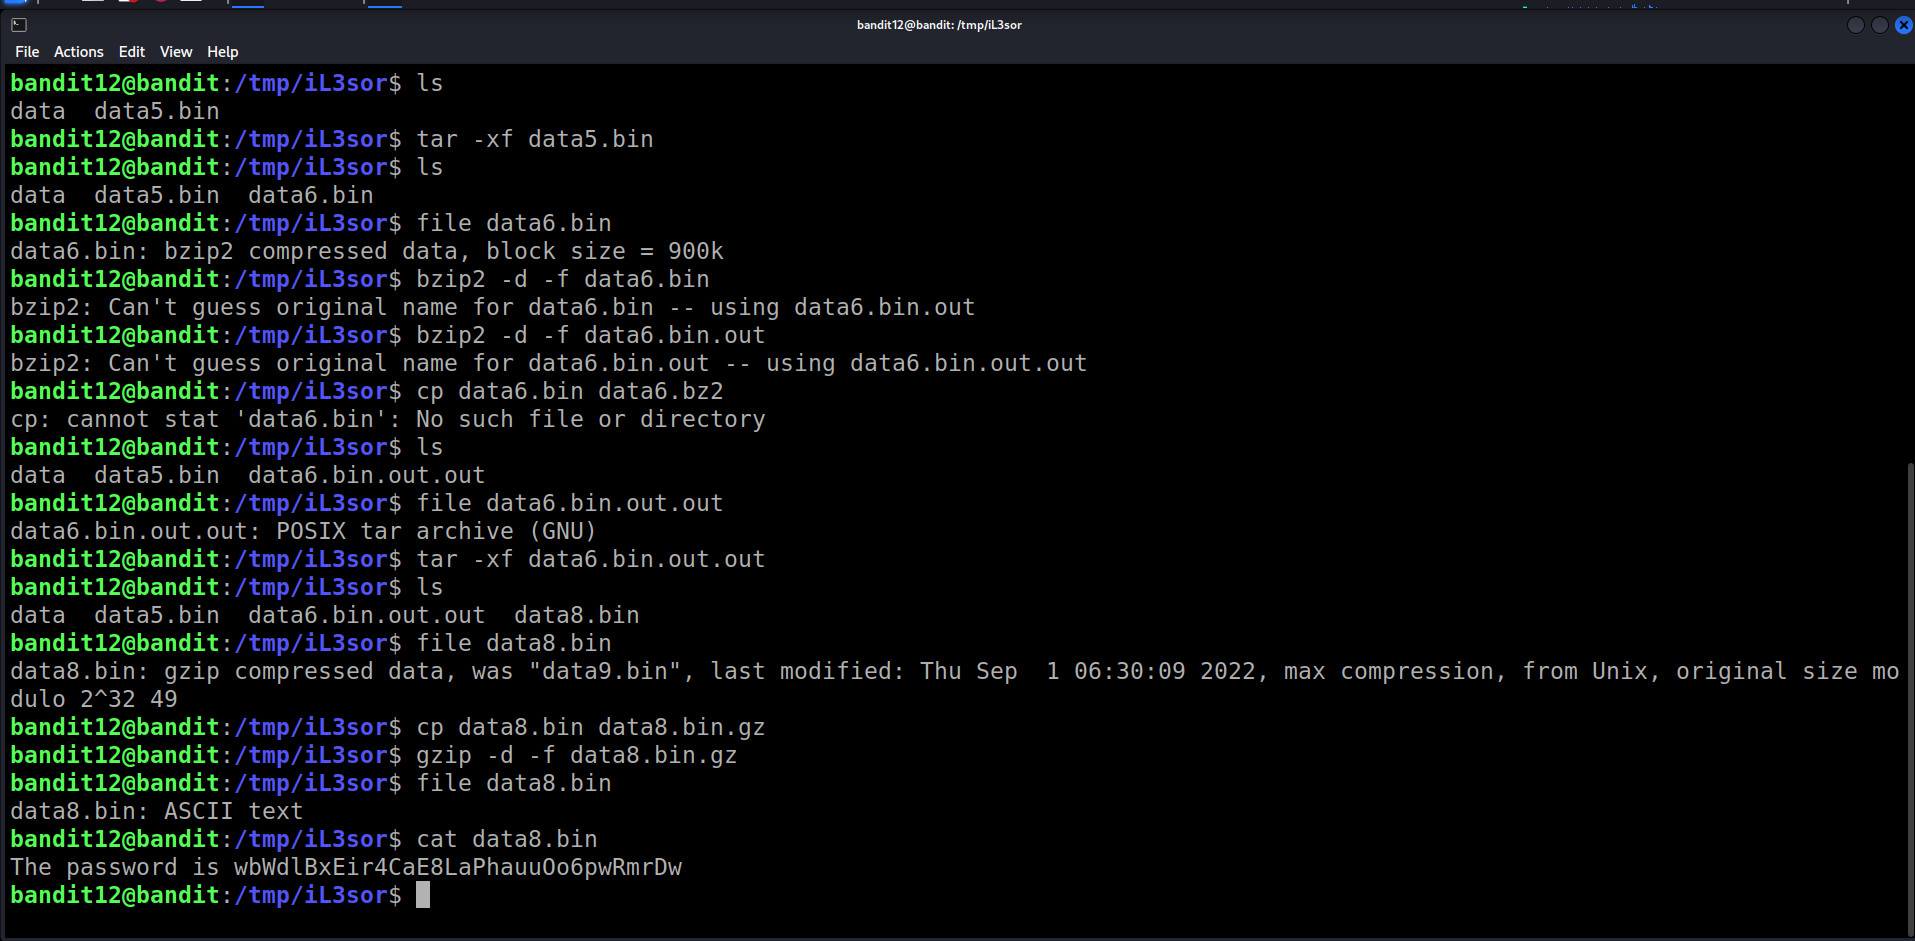 bandit12@bandit: /tmp/iL3sor
File Actions Edit View Help
bandit12@bandit:/tmp/iL3sor$ ls
data  data5.bin
bandit12@bandit:/tmp/iL3sor$ tar -xf data5.bin
bandit12@bandit:/tmp/iL3sor$ ls
data  data5.bin  data6.bin
bandit12@bandit:/tmp/iL3sor$ file data6.bin
data6.bin: bzip2 compressed data, block size = 900k
bandit12@bandit:/tmp/iL3sor$ bzip2 -d -f data6.bin
bzip2: Can't guess original name for data6.bin -- using data6.bin.out
bandit12@bandit:/tmp/iL3sor$ bzip2 -d -f data6.bin.out
bzip2: Can't guess original name for data6.bin.out -- using data6.bin.out.out
bandit12@bandit:/tmp/iL3sor$ cp data6.bin data6.bz2
cp: cannot stat 'data6.bin': No such file or directory
bandit12@bandit:/tmp/iL3sor$ ls
data  data5.bin  data6.bin.out.out
bandit12@bandit:/tmp/iL3sor$ file data6.bin.out.out
data6.bin.out.out: POSIX tar archive (GNU)
bandit12@bandit:/tmp/iL3sor$ tar -xf data6.bin.out.out
bandit12@bandit:/tmp/iL3sor$ ls
data  data5.bin  data6.bin.out.out  data8.bin
bandit12@bandit:/tmp/iL3sor$ file data8.bin
data8.bin: gzip compressed data, was "data9.bin", last modified: Thu Sep  1 06:30:09 2022, max compression, from Unix, original size mo
dulo 2^32 49
bandit12@bandit:/tmp/iL3sor$ cp data8.bin data8.bin.gz
bandit12@bandit:/tmp/iL3sor$ gzip -d -f data8.bin.gz
bandit12@bandit:/tmp/iL3sor$ file data8.bin
data8.bin: ASCII text
bandit12@bandit:/tmp/iL3sor$ cat data8.bin
The password is wbWdlBxEir4CaE8LaPhauuOo6pwRmrDw
bandit12@bandit:/tmp/iL3sor$